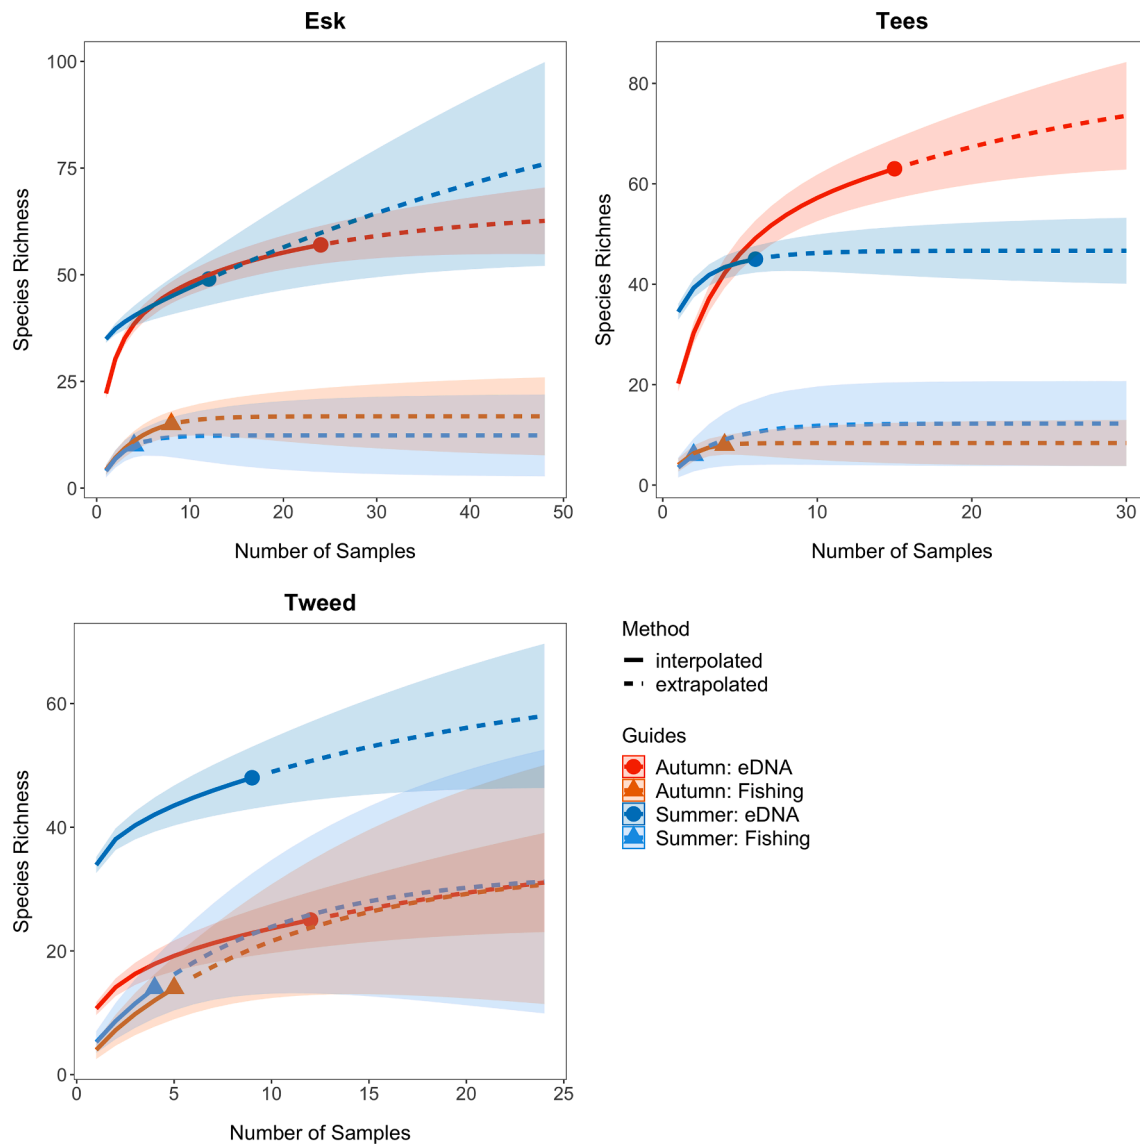 Esk
Species Richness
100
75
50
25
0
0 10 20 30 40 50
Number of Samples
Tees
Species Richnes
80
60
40
20
0
0 10 20 30
Number of Samples
Tweed
Species Richness
60
40
20
0
0 5 10 15 20 25
Number of Samples
Method
interpolated
extrapolated
Guides
Autumn: eDNA
Autumn: Fishing
Summer: eDNA
Summer: Fishing